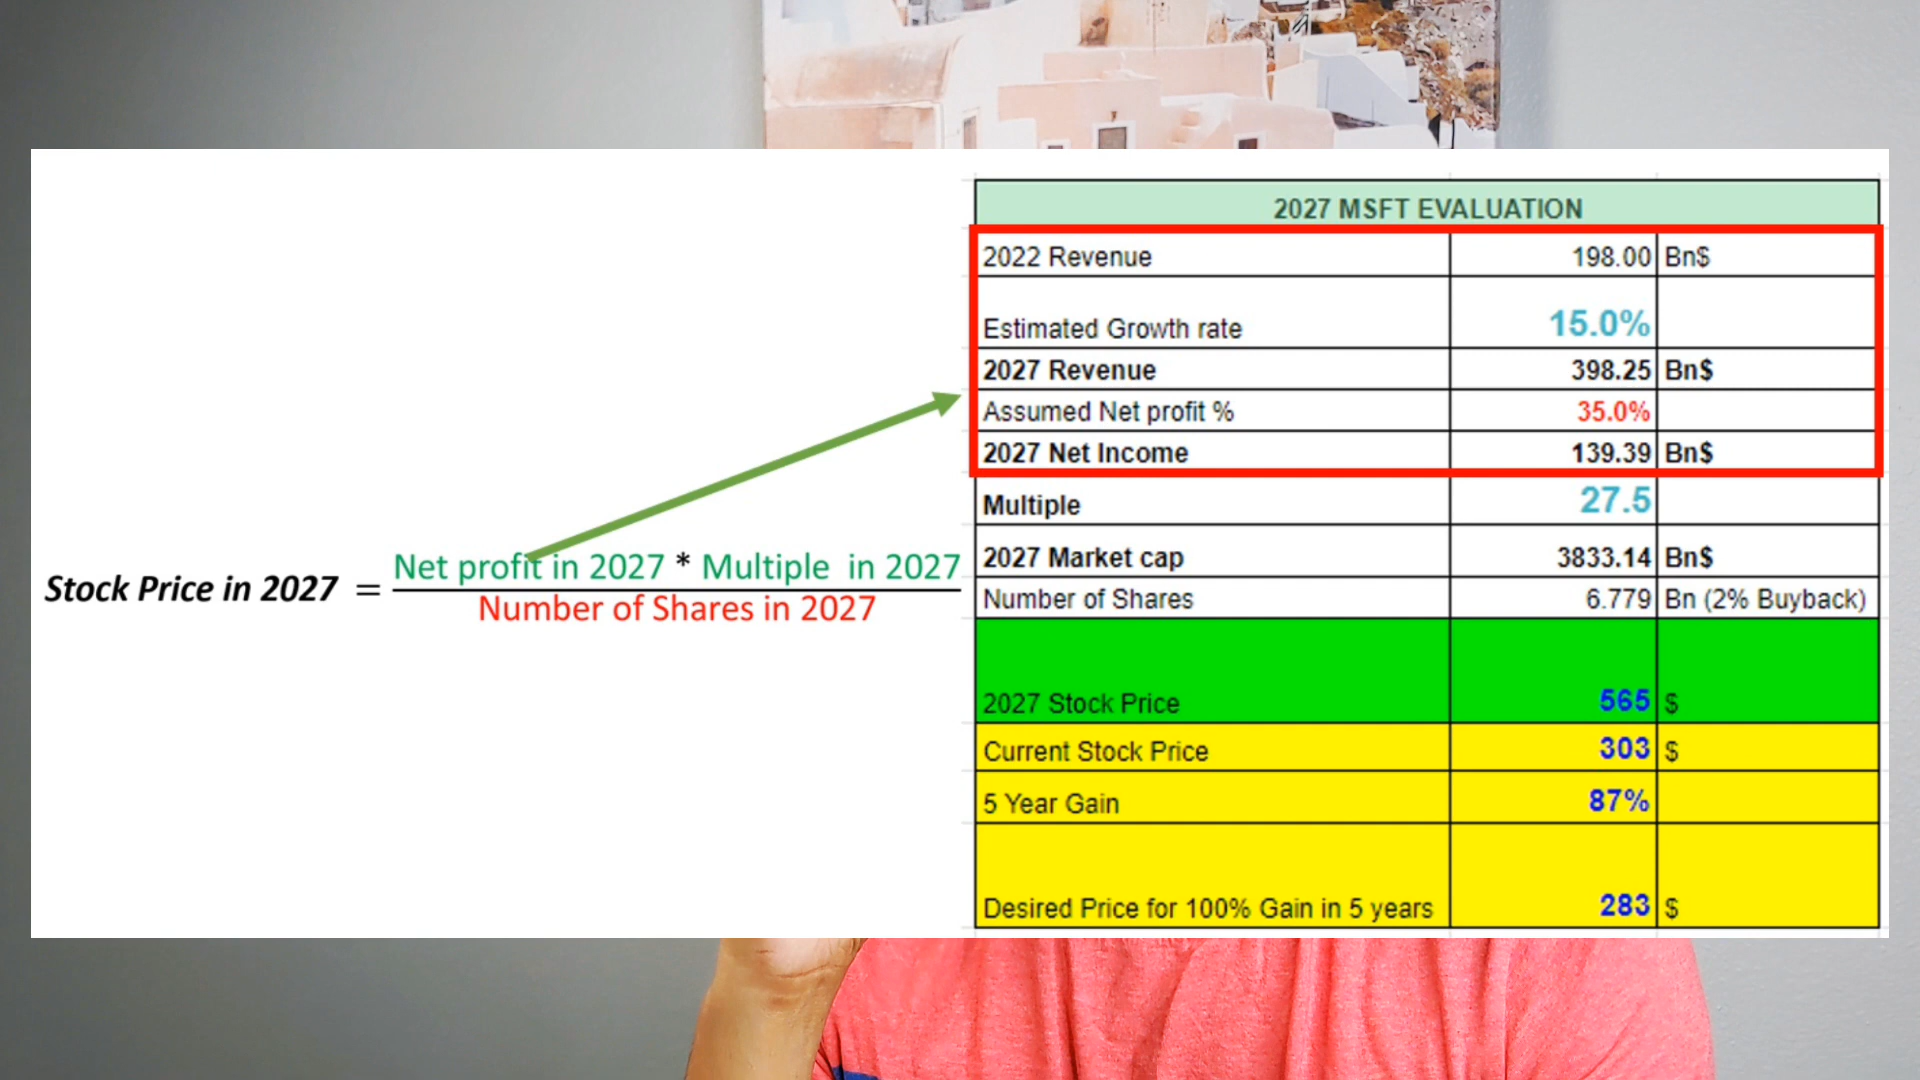 2027 MSFT EVALUATION
2022 Revenue 198.00 Bn$
Estimated Growth rate 15.0%
2027 Revenue 398.25 Bn$
Assumed Net profit % 35.0%
2027 Net Income 139.39 Bn$
Multiple 27.5
2027 Market cap 3833.14 Bn$
Number of Shares 6.779 Bn (2% Buyback)
2027 Stock Price 565 $
Current Stock Price 303 $
5 Year Gain 87%
Desired Price for 100% Gain in 5 years 283 $
Net profit in 2027 * Multiple in 2027
Stock Price in 2027 =
Number of Shares in 2027